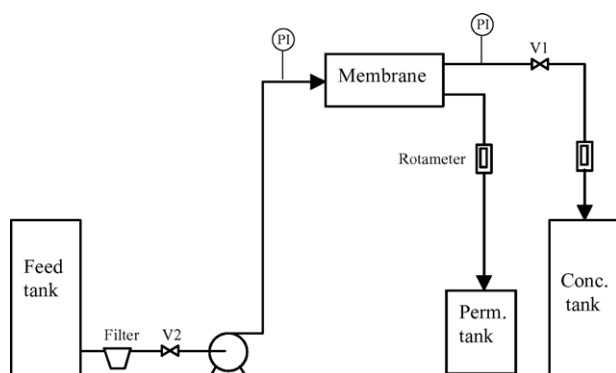 PI
PI
V1
Membrane
Rotameter
Feed
tank
Filter
V2
Perm.
tank
Conc.
tank